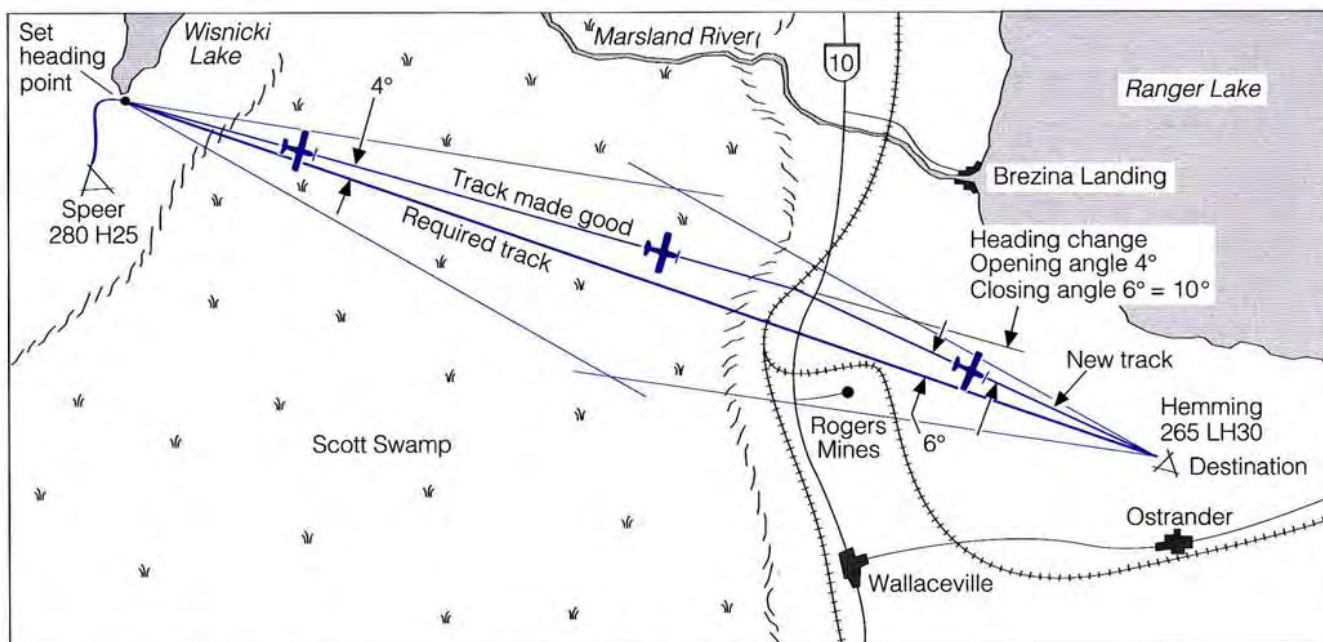 Set
heading
point
Wisnicki
Lake
4°
Speer
280 H25
Track made good
Required track
Scott Swamp
Marsland River
10
Ranger Lake
Brezina Landing
Heading change
Opening angle 4°
Closing angle 6° = 10°
New track
Hemming
265 LH30
Destination
Rogers
Mines
6°
Ostrander
Wallaceville